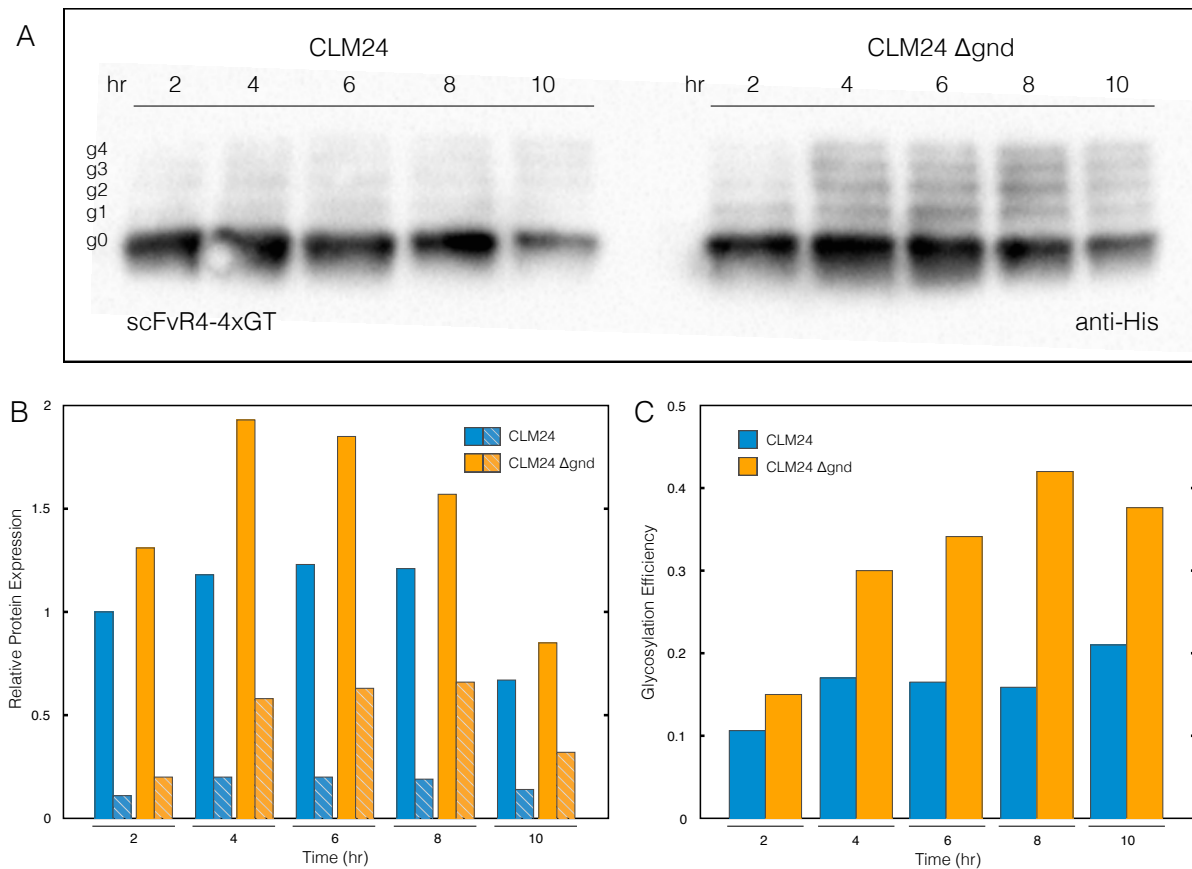 A
CLM24
CLM24 Δgnd
hr 2 4 6 8 10
hr 2 4 6 8 10
g4
g3
g2
g1
g0
scFvR4-4xGT
anti-His
B
2
1.5
1
0.5
0
Relative Protein Expression
CLM24
CLM24 Δgnd
2 4 6 8 10
Time (hr)
C
0.5
0.4
0.3
0.2
0.1
0
Glycosylation Efficiency
CLM24
CLM24 Δgnd
2 4 6 8 10
Time (hr)